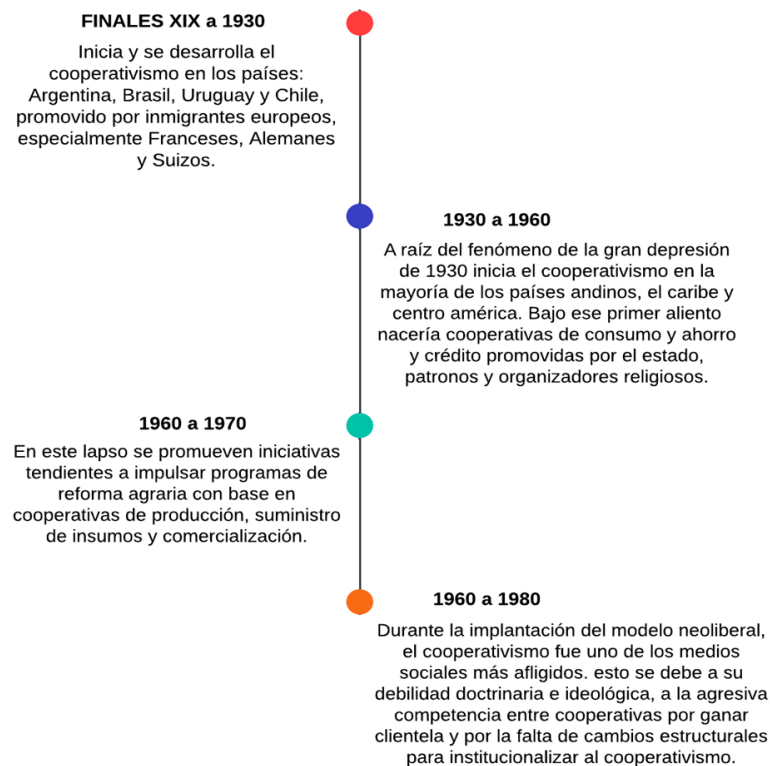 FINALES XIX a 1930
Inicia y se desarrolla el
cooperativismo en los países:
Argentina, Brasil, Uruguay y Chile,
promovido por inmigrantes europeos,
especialmente Franceses, Alemanes
y Suizos.
1930 a 1960
A raíz del fenómeno de la gran depresión
de 1930 inicia el cooperativismo en la
mayoría de los países andinos, el caribe y
centro américa. Bajo ese primer aliento
nacería cooperativas de consumo y ahorro
y crédito promovidas por el estado,
patronos y organizadores religiosos.
1960 a 1970
En este lapso se promueven iniciativas
tendientes a impulsar programas de
reforma agraria con base en
cooperativas de producción, suministro
de insumos y comercialización.
1960 a 1980
Durante la implantación del modelo neoliberal,
el cooperativismo fue uno de los medios
sociales más afligidos. esto se debe a su
debilidad doctrinaria e ideológica, a la agresiva
competencia entre cooperativas por ganar
clientela y por la falta de cambios estructurales
para institucionalizar al cooperativismo.